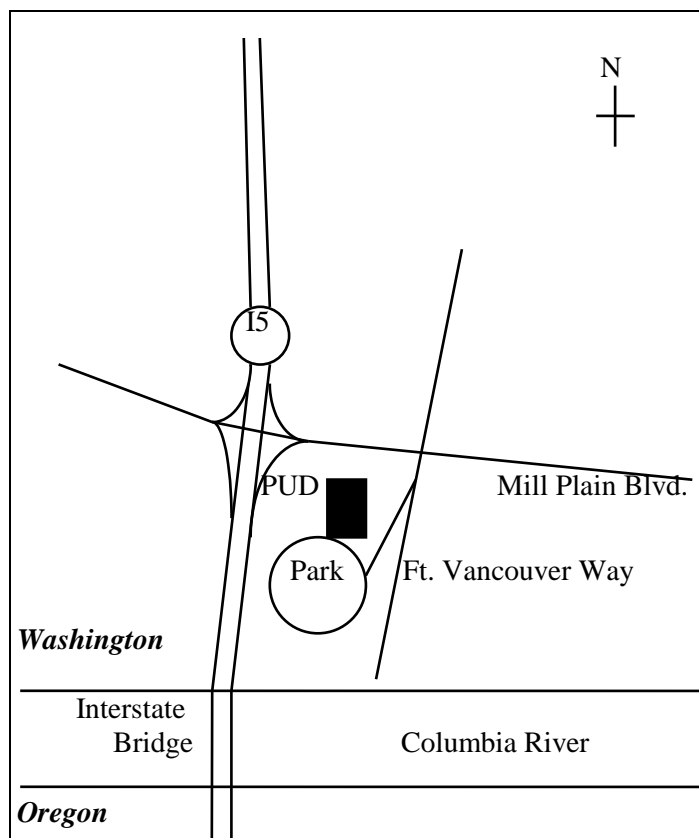 N
I5
PUD
Mill Plain Blvd.
Park
Ft. Vancouver Way
Washington
Interstate
Bridge
Columbia River
Oregon